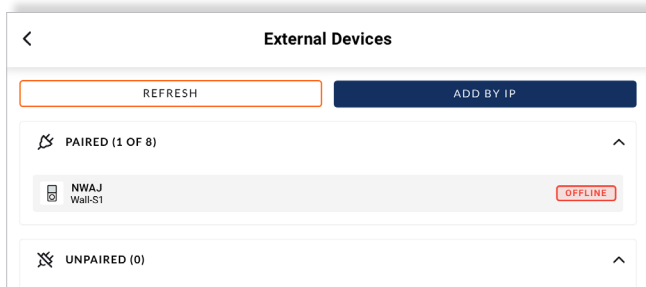 External Devices
REFRESH
ADD BY IP
PAIRED (1 OF 8)
NWAJ
Wall-S1
OFFLINE
UNPAIRED (0)